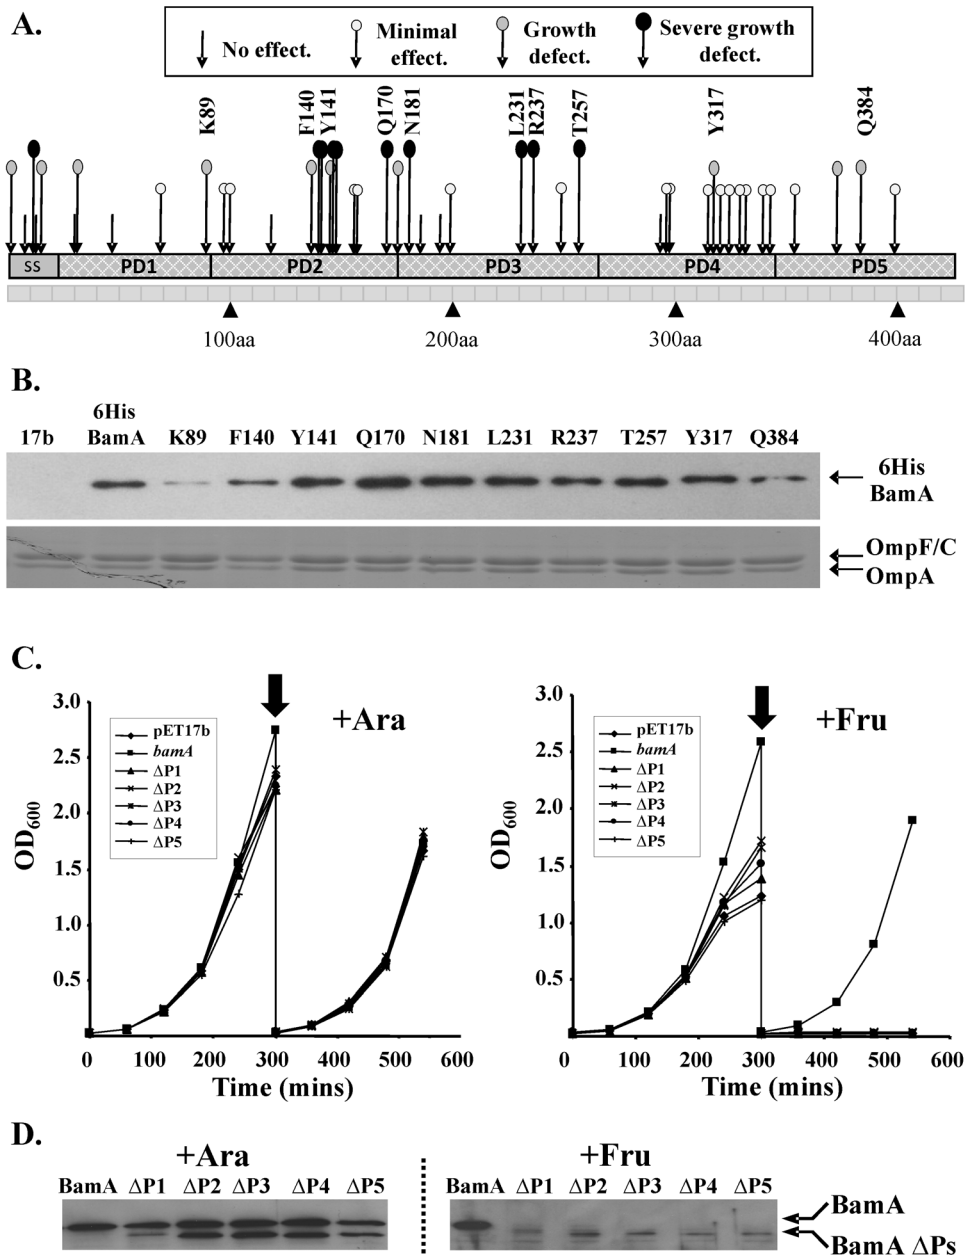 A.
No effect.
Minimal effect.
Growth defect.
Severe growth defect.
K89
F140
Y141
Q170
N181
L231
R237
T257
Y317
Q384
SS
PD1
PD2
PD3
PD4
PD5
100aa
200aa
300aa
400aa
B.
17b
6His BamA
K89
F140
Y141
Q170
N181
L231
R237
T257
Y317
Q384
6His BamA
OmpF/C
OmpA
C.
+Ara
OD600
3.0
2.5
2.0
1.5
1.0
0.5
pET17b
bamA
ΔP1
ΔP2
ΔP3
ΔP4
ΔP5
0 100 200 300 400 500 600
Time (mins)
+Fru
OD600
3.0
2.5
2.0
1.5
1.0
0.5
pET17b
bamA
ΔP1
ΔP2
ΔP3
ΔP4
ΔP5
0 100 200 300 400 500 600
Time (mins)
D.
+Ara
BamA ΔP1 ΔP2 ΔP3 ΔP4 ΔP5
+Fru
BamA ΔP1 ΔP2 ΔP3 ΔP4 ΔP5
BamA
BamA ΔPs